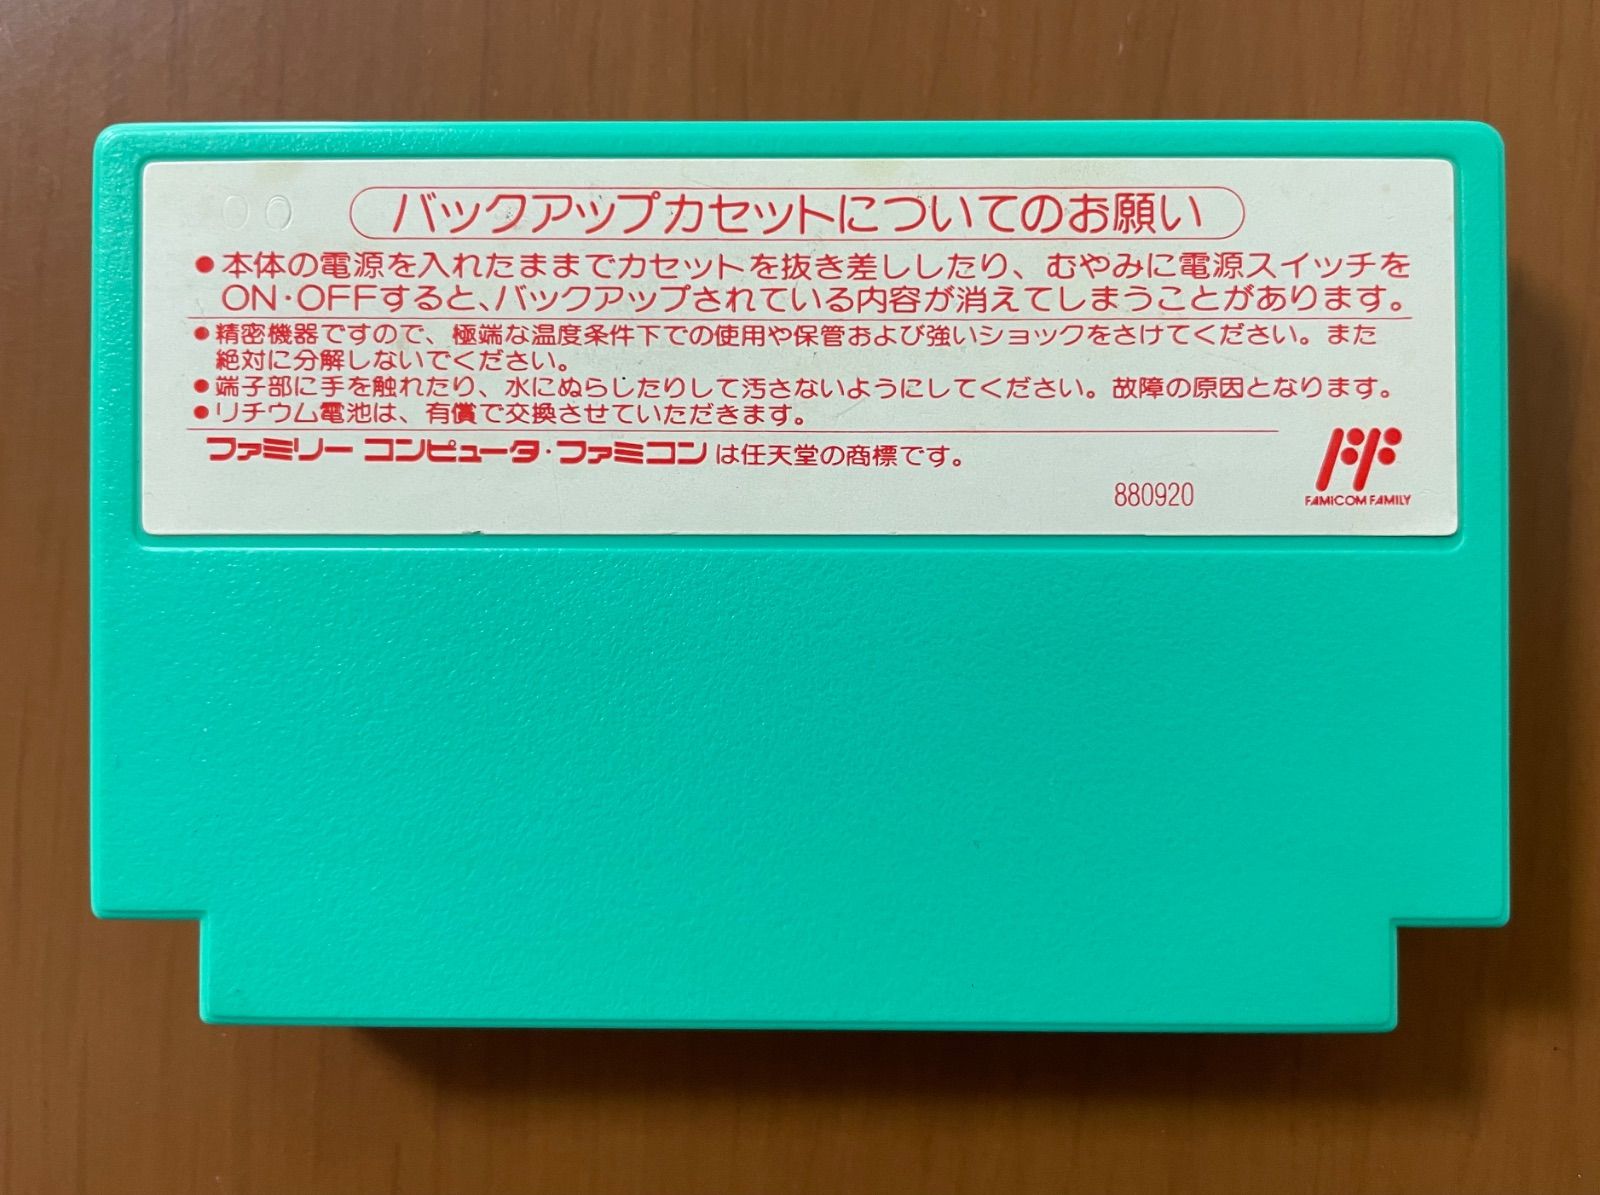 バックアップカセットについてのお願い
00
●本体の電源を入れたままでカセットを抜き差ししたり、むやみに電源スイッチを
ON・OFFすると、バックアップされている内容が消えてしまうことがあります。
●精密機器ですので、極端な温度条件下での使用や保管および強いショックをさけてください。また
絶対に分解しないでください。
●端子部に手を触れたり、水にぬらしたりして汚さないようにしてください。故障の原因となります。
●リチウム電池は、有償で交換させていただきます。
ファミリー コンピュータ・ファミコンは任天堂の商標です。
880920
FAMICOM FAMILY